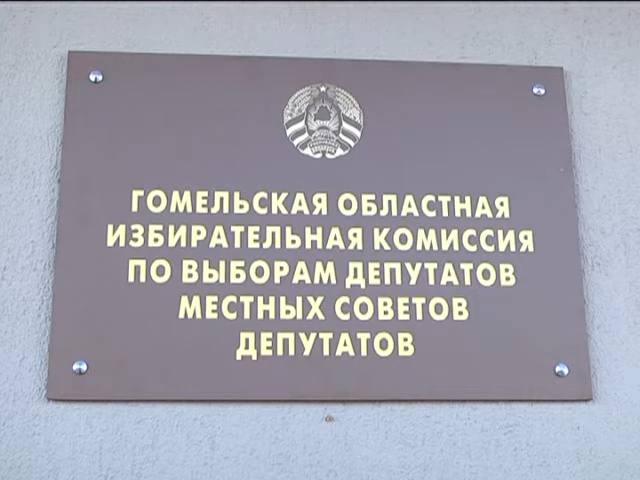 ГОМЕЛЬСКАЯ ОБЛАСТНАЯ
ИЗБИРАТЕЛЬНАЯ КОМИССИЯ
ПО ВЫБОРАМ ДЕПУТАТОВ
МЕСТНЫХ СОВЕТОВ
ДЕПУТАТОВ